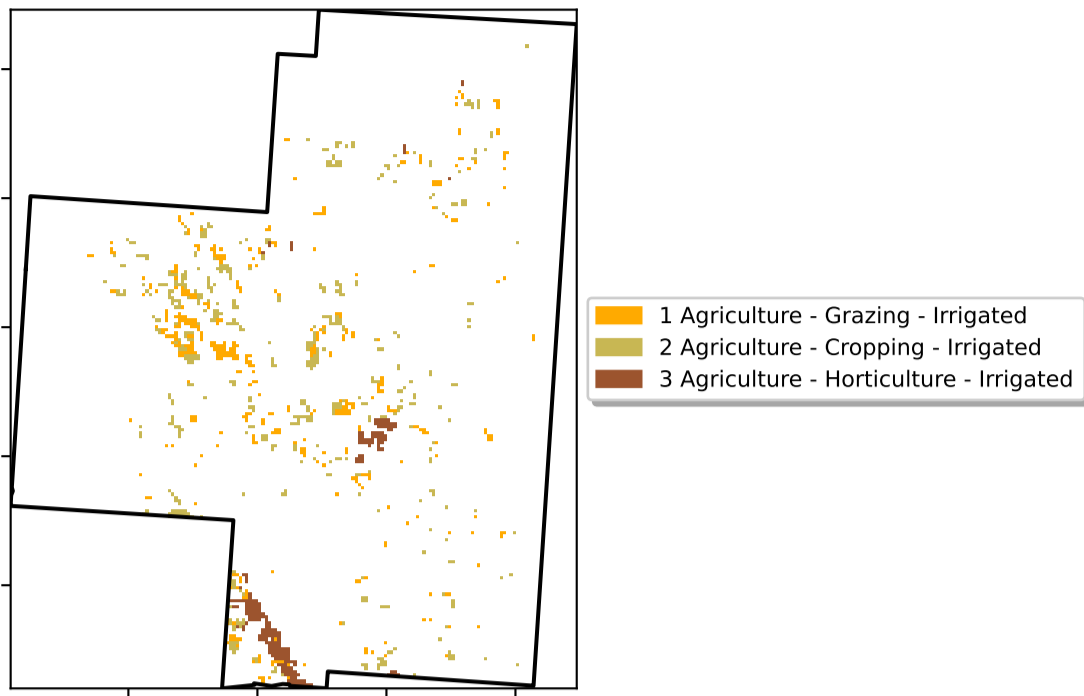 1 Agriculture - Grazing - Irrigated
2 Agriculture - Cropping - Irrigated
3 Agriculture - Horticulture - Irrigated